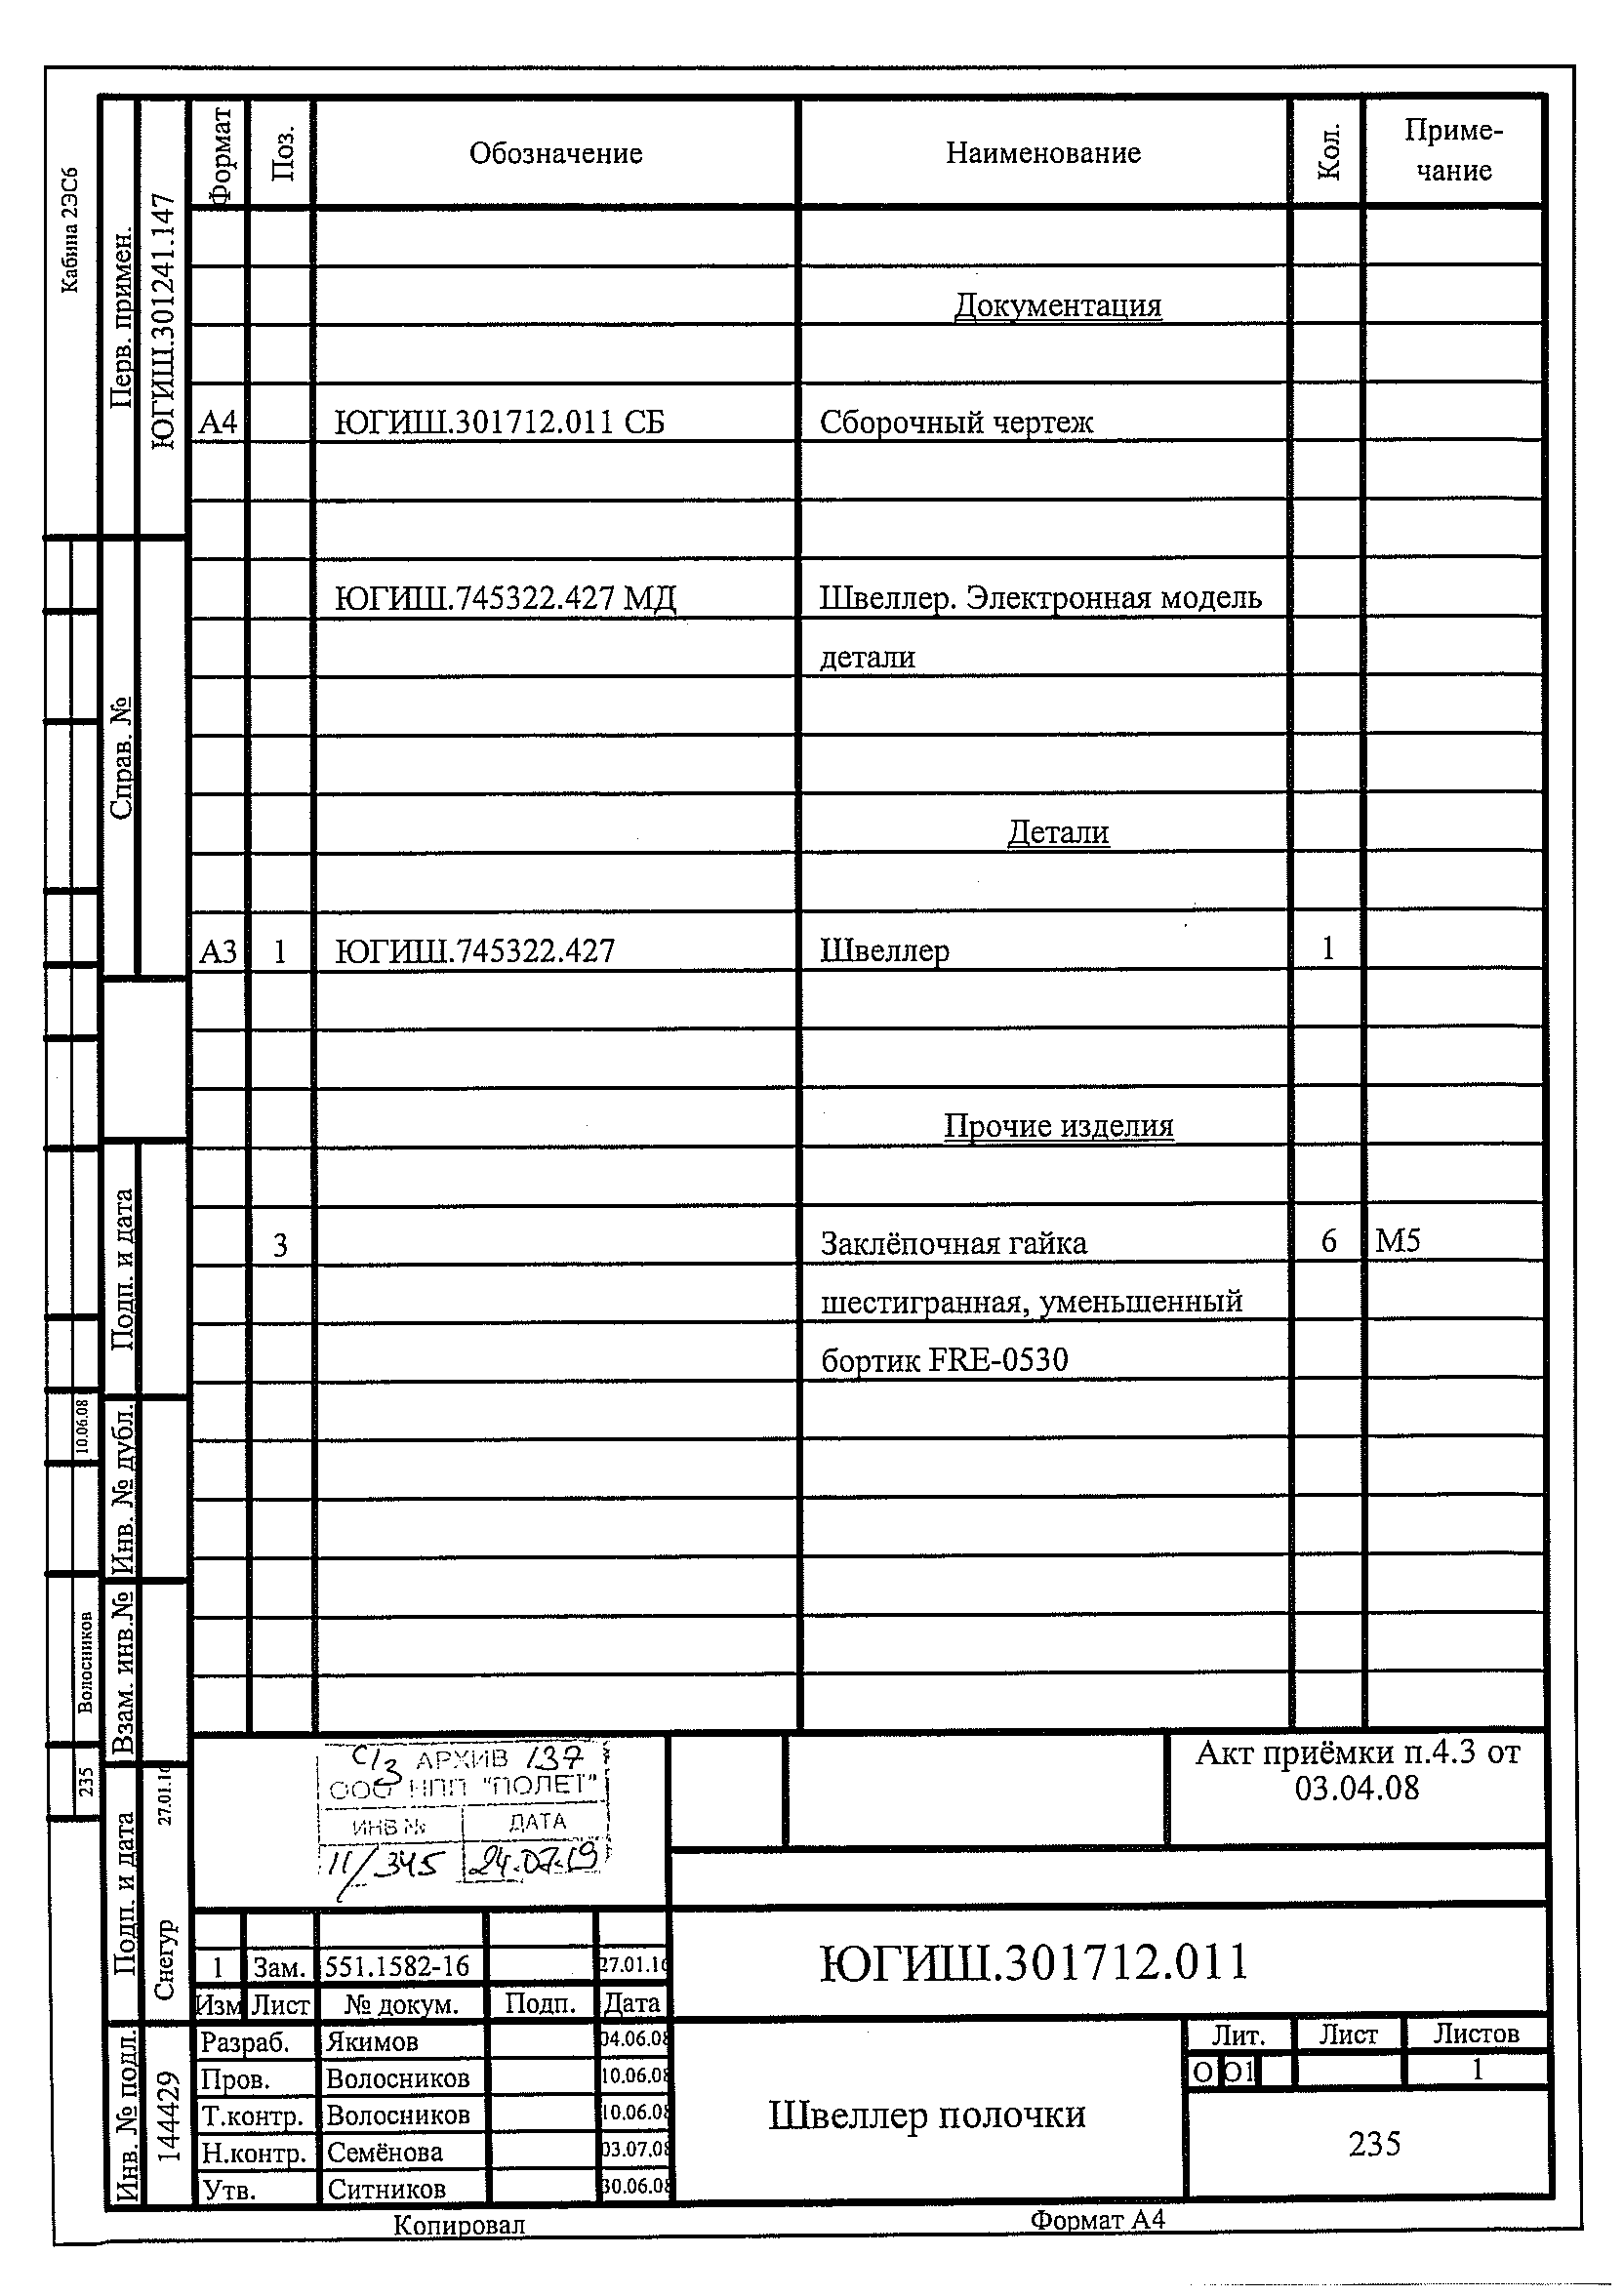 Кабина 2ЭС6
Перв. примен.
ЮГИШ.301241.147
Справ. №
Подп. и дата
Инв. № дубл.
Взам. инв.№
Подп. и дата
Снегур 27.01.16
Инв. № подл.
144429
10.06.08
Волосников
235
Формат Поз. Обозначение Наименование Кол. Приме-
чание
Документация
А4 ЮГИШ.301712.011 СБ Сборочный чертеж
ЮГИШ.745322.427 МД Швеллер. Электронная модель
детали
Детали
А3 1 ЮГИШ.745322.427 Швеллер 1
Прочие изделия
3 Заклёпочная гайка 6 М5
шестигранная, уменьшенный
бортик FRE-0530
с/з АРХИВ 137
ООО НПП "ПОЛЕТ"
ИНВ № ДАТА
11/345 24.07.19
Акт приёмки п.4.3 от
03.04.08
1 Зам. 551.1582-16 27.01.16
Изм Лист № докум. Подп. Дата
ЮГИШ.301712.011
Разраб. Якимов 04.06.08
Пров. Волосников 10.06.08
Т.контр. Волосников 10.06.08
Н.контр. Семёнова 03.07.08
Утв. Ситников 30.06.08
Швеллер полочки
Лит. Лист Листов
О О1 1
235
Копировал Формат А4